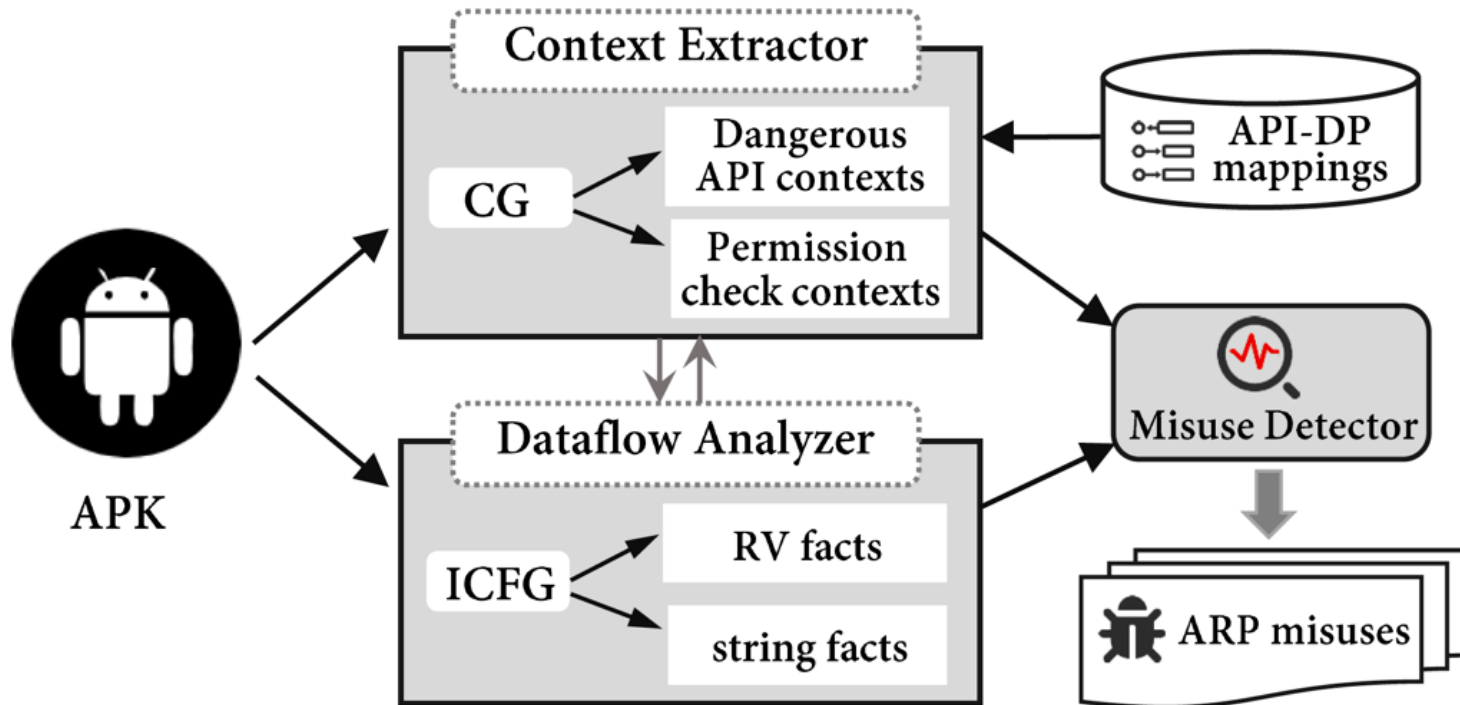 Context Extractor
CG
Dangerous
API contexts
Permission
check contexts
API-DP
mappings
APK
Dataflow Analyzer
ICFG
RV facts
string facts
Misuse Detector
ARP misuses